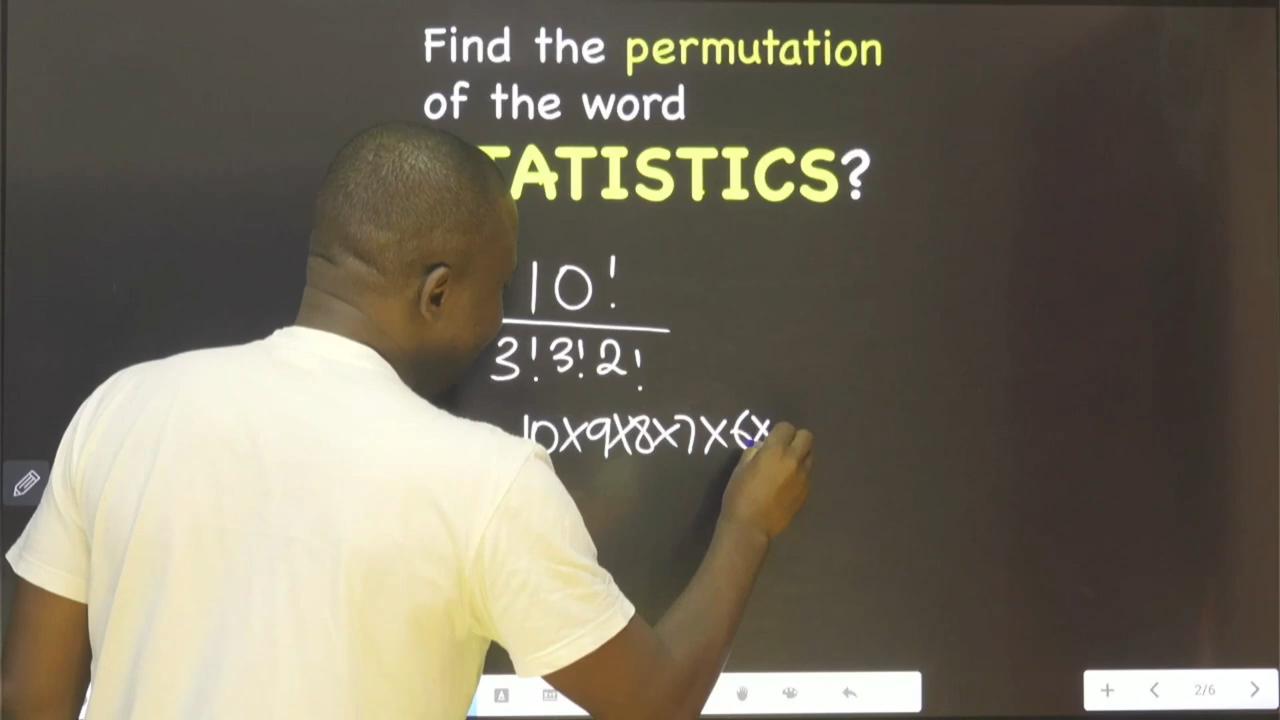 Find the permutation
of the word
TATISTICS?
10!
3!3!2!
10×9×8×7×6×
2/6